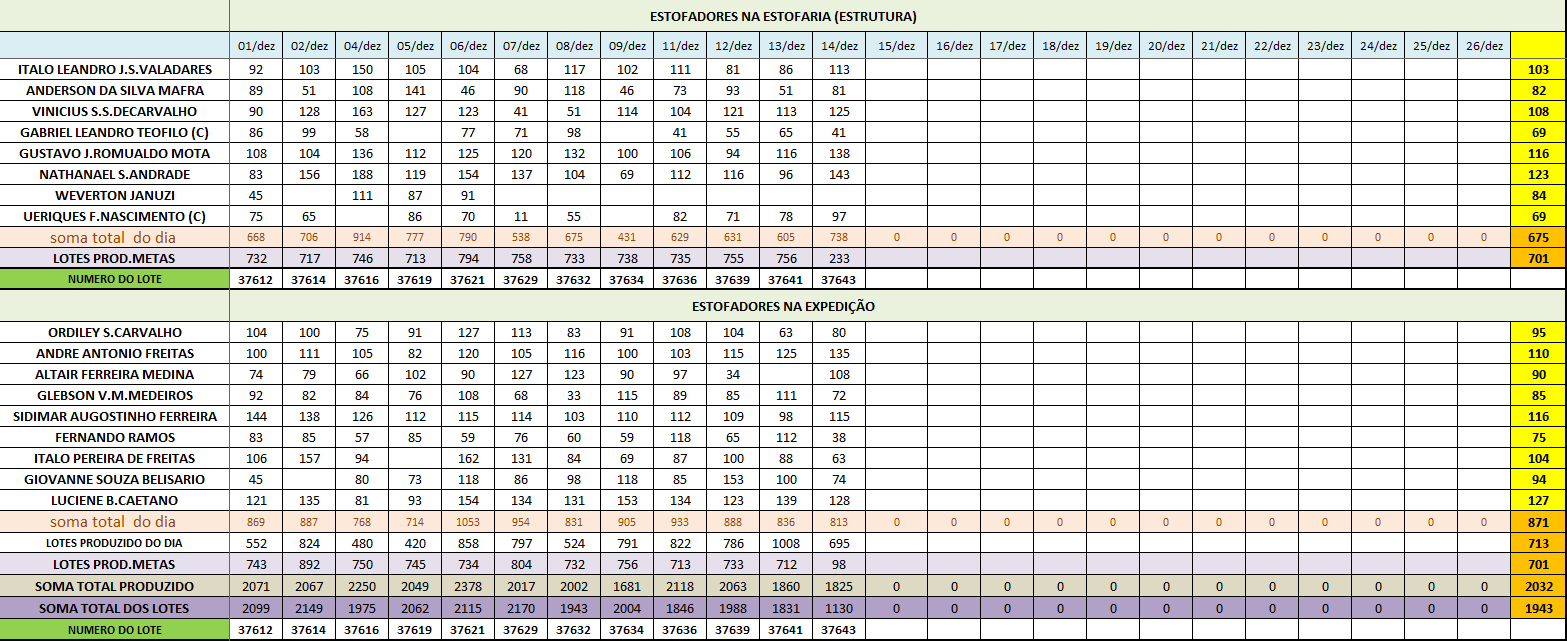 ESTOFADORES NA ESTOFARIA (ESTRUTURA)
01/dez 02/dez 04/dez 05/dez 06/dez 07/dez 08/dez 09/dez 11/dez 12/dez 13/dez 14/dez 15/dez 16/dez 17/dez 18/dez 19/dez 20/dez 21/dez 22/dez 23/dez 24/dez 25/dez 26/dez
ITALO LEANDRO J.S.VALADARES 92 103 150 105 104 68 117 102 111 81 86 113 103
ANDERSON DA SILVA MAFRA 89 51 108 141 46 90 118 46 73 93 51 81 82
VINICIUS S.S.DECARVALHO 90 128 163 127 123 41 51 114 104 121 113 125 108
GABRIEL LEANDRO TEOFILO (C) 86 99 58 77 71 98 41 55 65 41 69
GUSTAVO J.ROMUALDO MOTA 108 104 136 112 125 120 132 100 106 94 116 138 116
NATHANAEL S.ANDRADE 83 156 188 119 154 137 104 69 112 116 96 143 123
WEVERTON JANUZI 45 111 87 91 84
UERIQUES F.NASCIMENTO (C) 75 65 86 70 11 55 82 71 78 97 69
soma total do dia 668 706 914 777 790 538 675 431 629 631 605 738 0 0 0 0 0 0 0 0 0 0 0 0 675
LOTES PROD.METAS 732 717 746 713 794 758 733 738 735 755 756 233 701
NUMERO DO LOTE 37612 37614 37616 37619 37621 37629 37632 37634 37636 37639 37641 37643
ESTOFADORES NA EXPEDIÇÃO
ORDILEY S.CARVALHO 104 100 75 91 127 113 83 91 108 104 63 80 95
ANDRE ANTONIO FREITAS 100 111 105 82 120 105 116 100 103 115 125 135 110
ALTAIR FERREIRA MEDINA 74 79 66 102 90 127 123 90 97 34 108 90
GLEBSON V.M.MEDEIROS 92 82 84 76 108 68 33 115 89 85 111 72 85
SIDIMAR AUGOSTINHO FERREIRA 144 138 126 112 115 114 103 110 112 109 98 115 116
FERNANDO RAMOS 83 85 57 85 59 76 60 59 118 65 112 38 75
ITALO PEREIRA DE FREITAS 106 157 94 162 131 84 69 87 100 88 63 104
GIOVANNE SOUZA BELISARIO 45 80 73 118 86 98 118 85 153 100 74 94
LUCIENE B.CAETANO 121 135 81 93 154 134 131 153 134 123 139 128 127
soma total do dia 869 887 768 714 1053 954 831 905 933 888 836 813 0 0 0 0 0 0 0 0 0 0 0 0 871
LOTES PRODUZIDO DO DIA 552 824 480 420 858 797 524 791 822 786 1008 695 713
LOTES PROD.METAS 743 892 750 745 734 804 732 756 713 733 712 98 701
SOMA TOTAL PRODUZIDO 2071 2067 2250 2049 2378 2017 2002 1681 2118 2063 1860 1825 0 0 0 0 0 0 0 0 0 0 0 0 2032
SOMA TOTAL DOS LOTES 2099 2149 1975 2062 2115 2170 1943 2004 1846 1988 1831 1130 0 0 0 0 0 0 0 0 0 0 0 0 1943
NUMERO DO LOTE 37612 37614 37616 37619 37621 37629 37632 37634 37636 37639 37641 37643